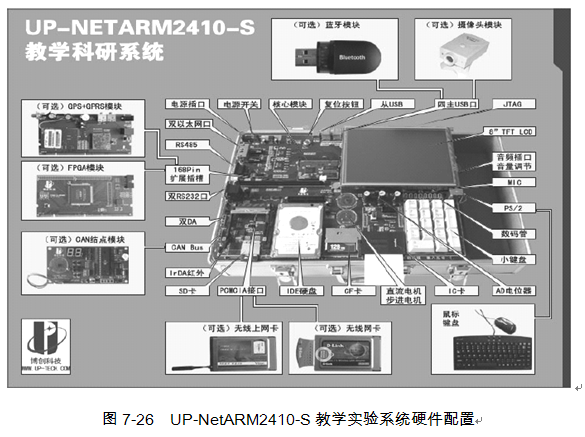 UP-NETARM2410-S
教学科研系统
（可选）蓝牙模块
Bluetooth
（可选）摄像头模块
（可选）GPS+GPRS模块
（可选）FPGA模块
（可选）CAN结点模块
电源插口
电源开关
核心模块
复位按钮
从USB
四主USB口
JTAG
双以太网口
RS485
168Pin
扩展插槽
双RS232口
双DA
CAN Bus
IrDA红外
SD卡
PCMCIA接口
IDE硬盘
CF卡
直流电机
步进电机
IC卡
AD电位器
8" TFT LCD
音频插口
音量调节
MIC
PS/2
数码管
小键盘
鼠标
键盘
（可选）无线上网卡
（可选）无线网卡
博创科技
WWW.UP-TECH.COM
图 7-26 UP-NetARM2410-S 教学实验系统硬件配置